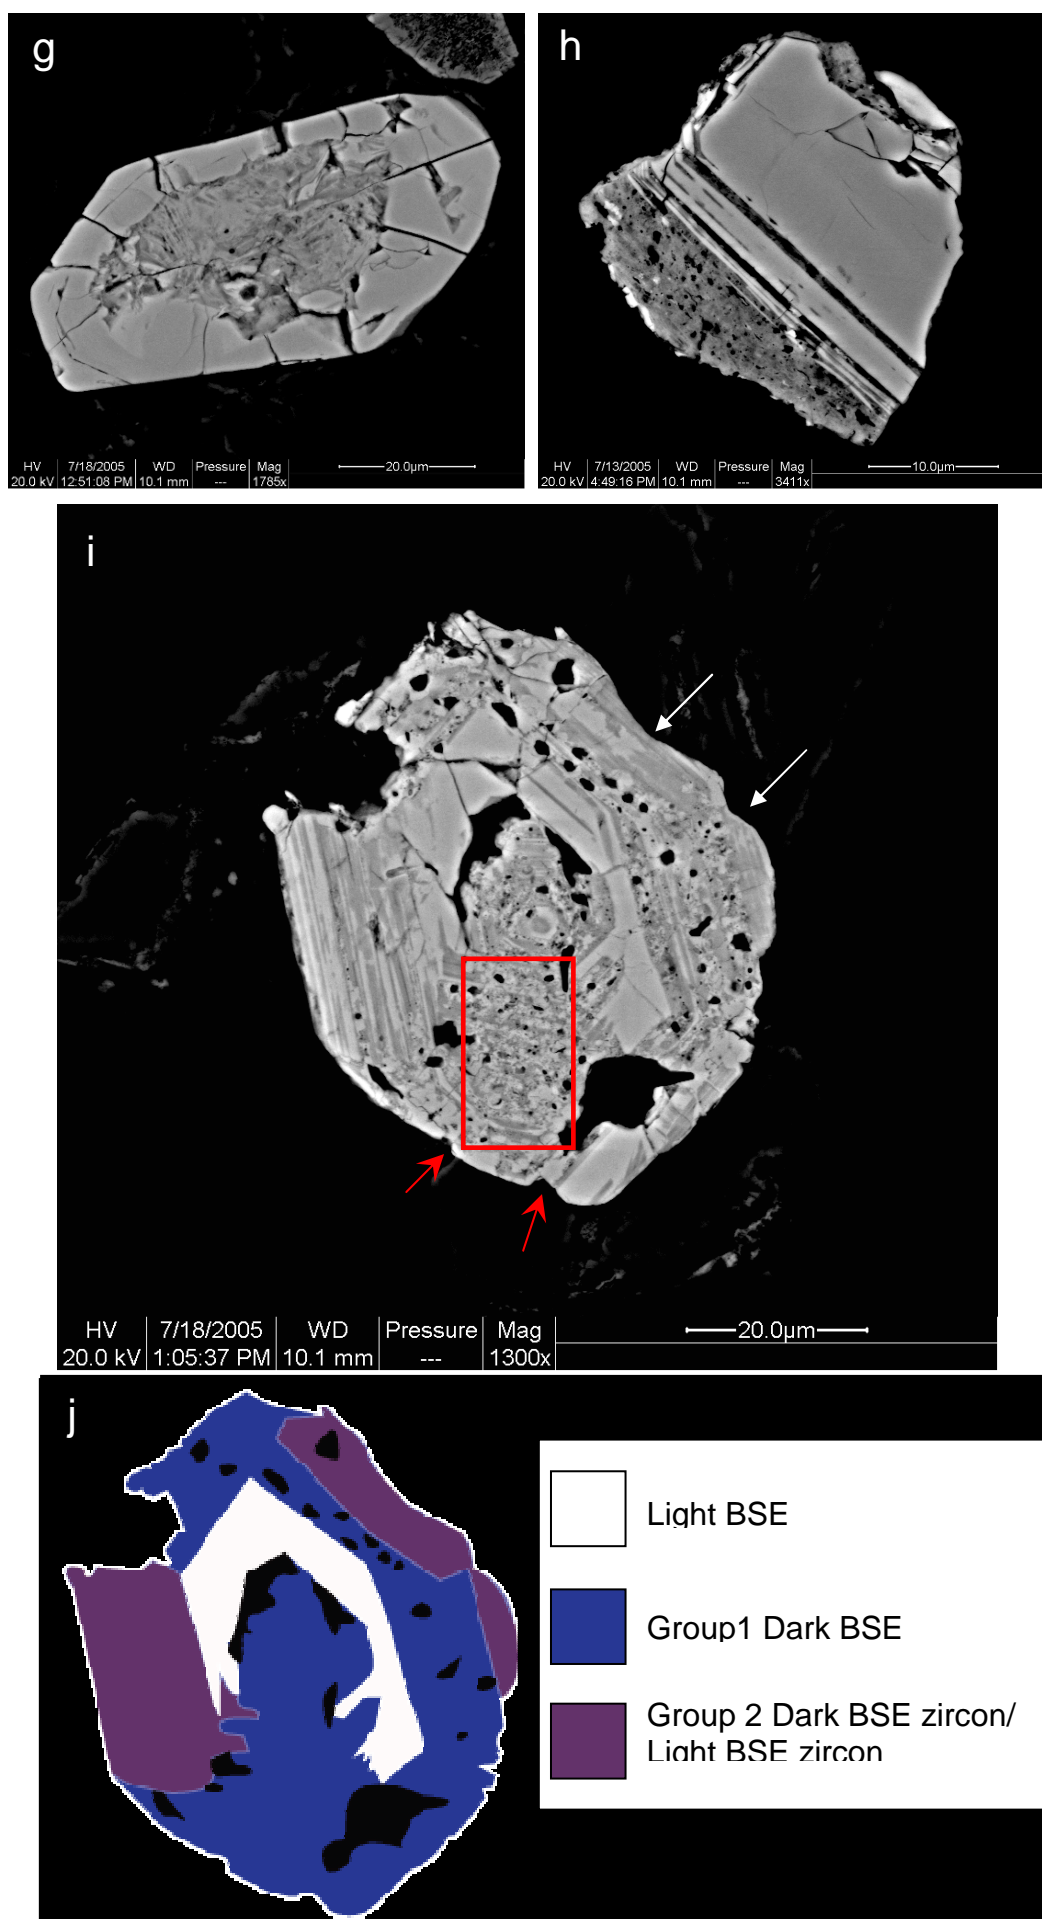 g
HV 7/18/2005 WD Pressure Mag 20.0µm
20.0 kV 12:51:08 PM 10.1 mm --- 1785x
h
HV 7/13/2005 WD Pressure Mag 10.0µm
20.0 kV 4:49:16 PM 10.1 mm --- 3411x
i
HV 7/18/2005 WD Pressure Mag 20.0µm
20.0 kV 1:05:37 PM 10.1 mm --- 1300x
j
Light BSE
Group1 Dark BSE
Group 2 Dark BSE zircon/
Light BSE zircon